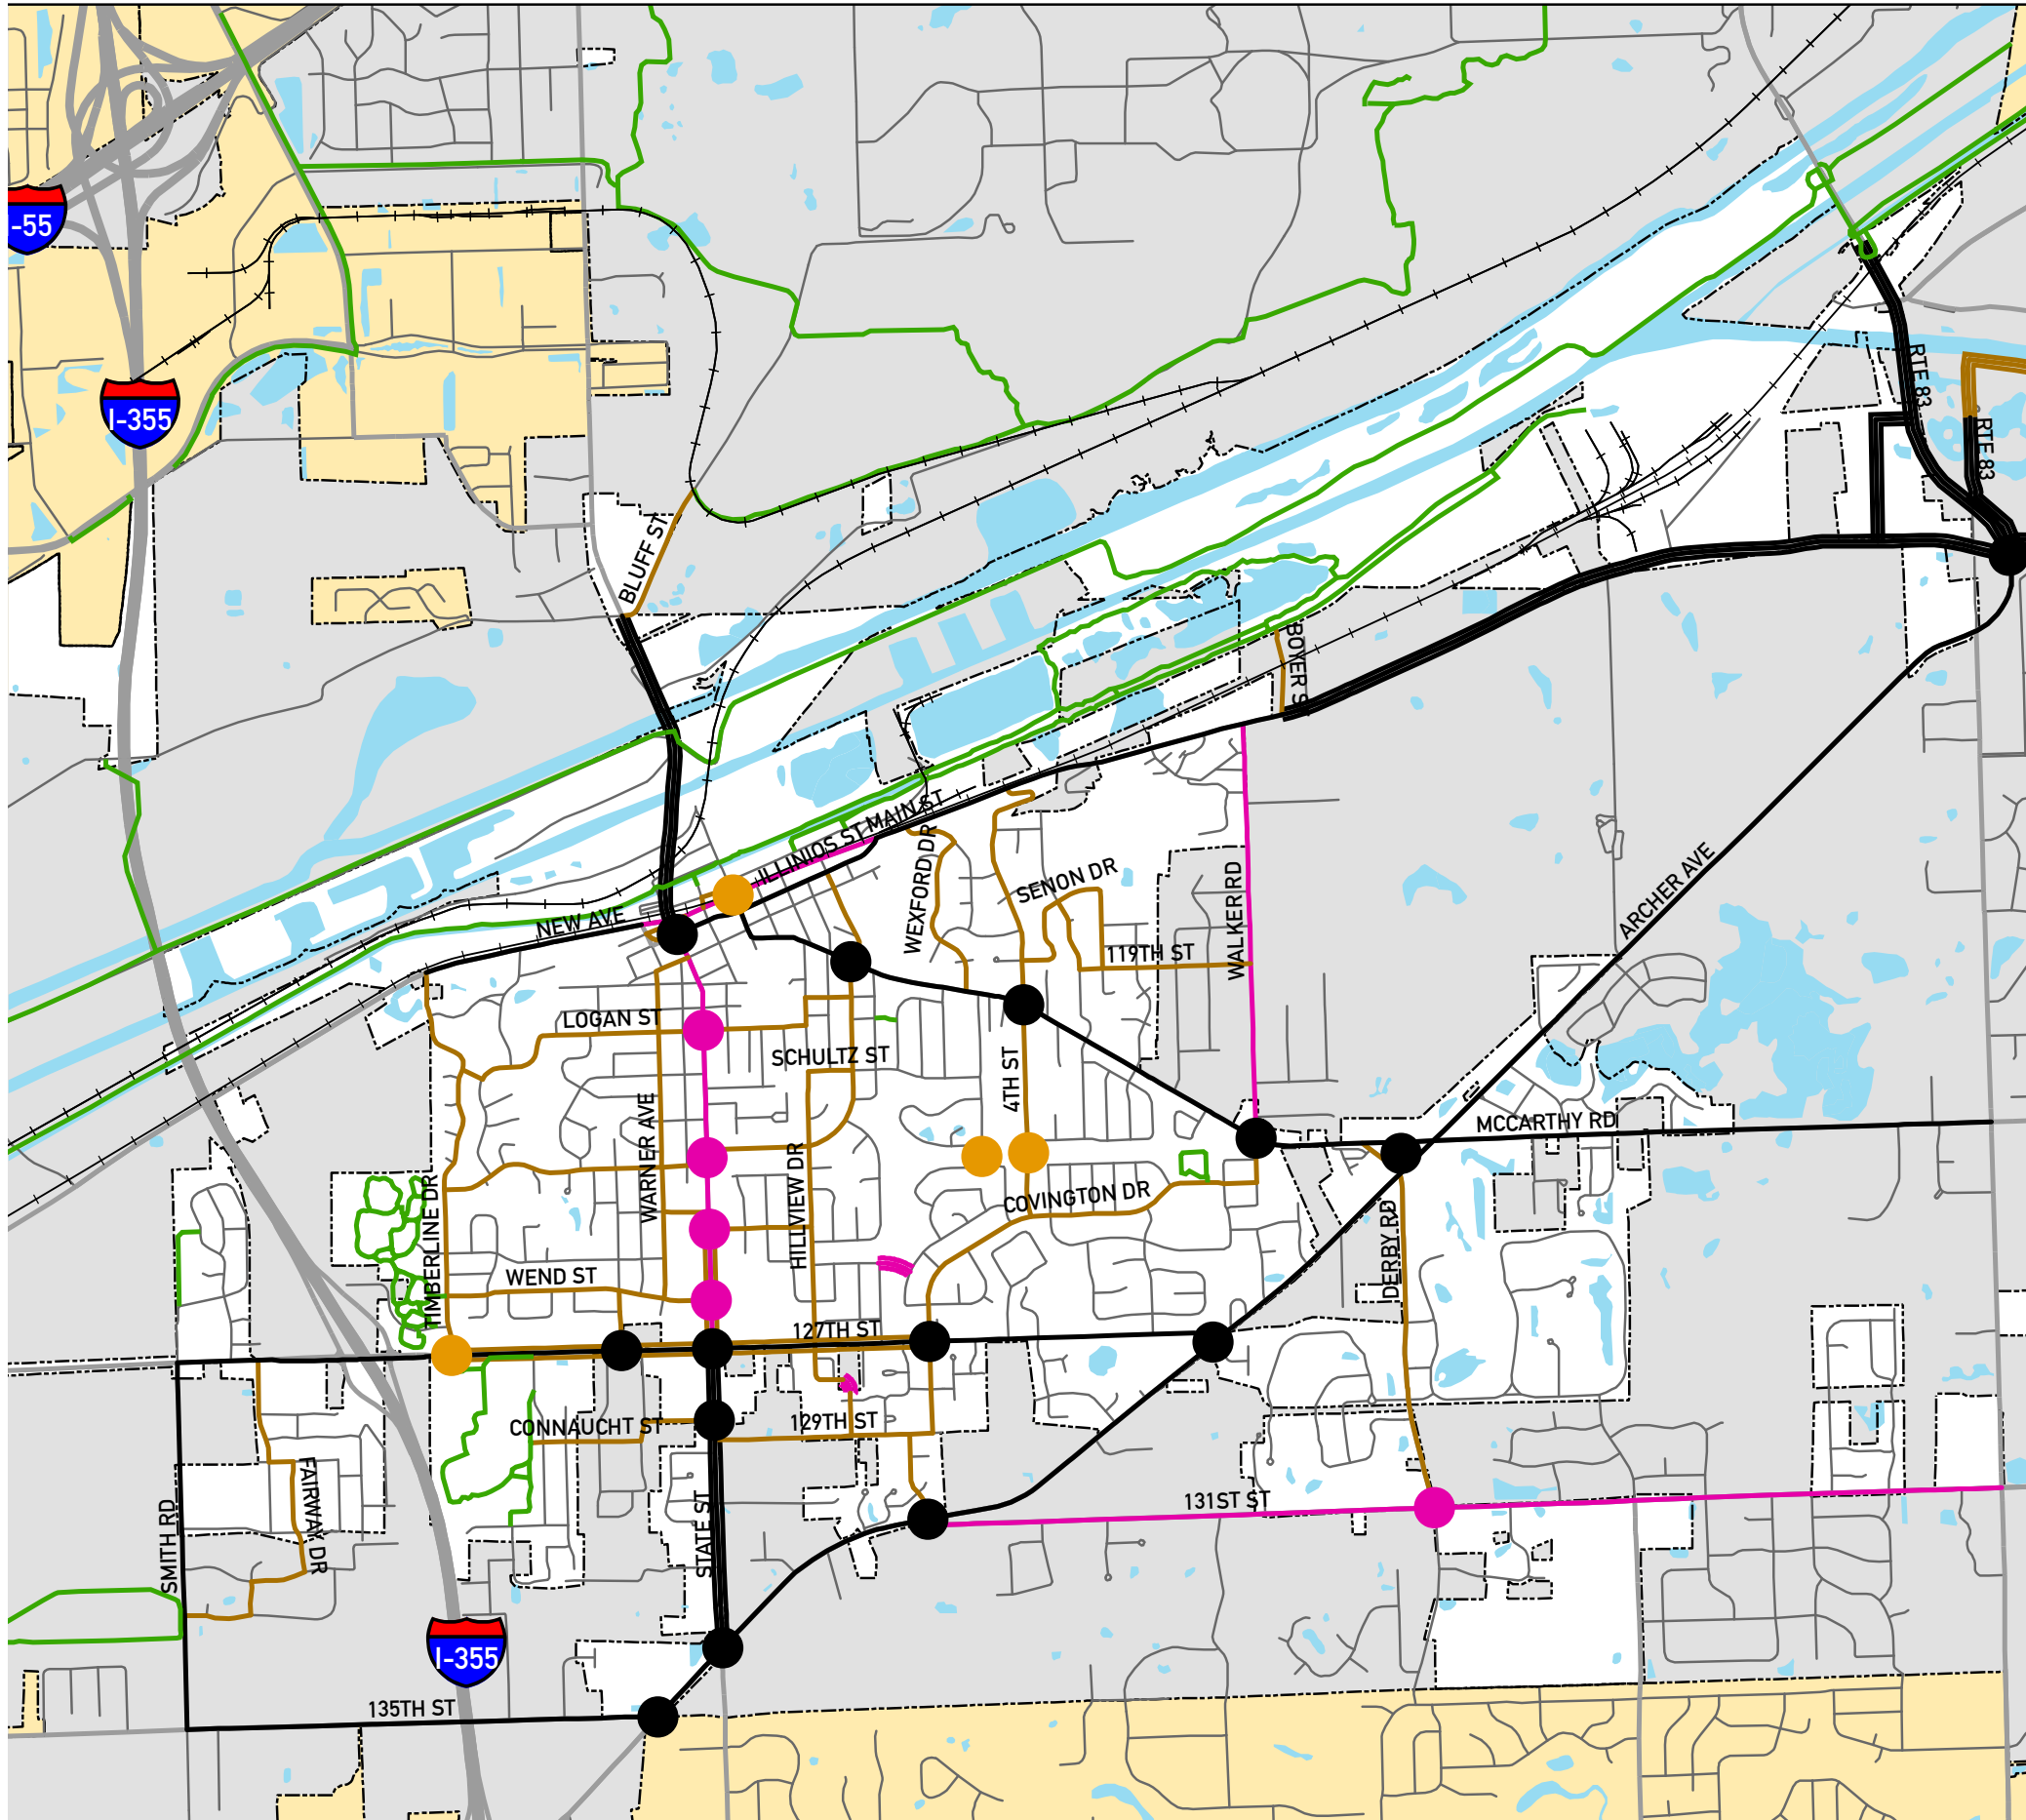 I-55
I-355
RTE 83
RTE 83
BLUFF ST
BOYER S
MAIN ST
ILLINIOS ST
NEW AVE
WEXFORD DR
SENON DR
WALKER RD
ARCHER AVE
119TH ST
LOGAN ST
SCHULTZ ST
4TH ST
WARNER AVE
MCCARTHY RD
HILLVIEW DR
COVINGTON DR
TIMBERLINE DR
DERBY RD
WEND ST
127TH ST
CONNAUCHT ST
129TH ST
FAIRWAY DR
SMITH RD
STATE ST
131ST ST
I-355
135TH ST